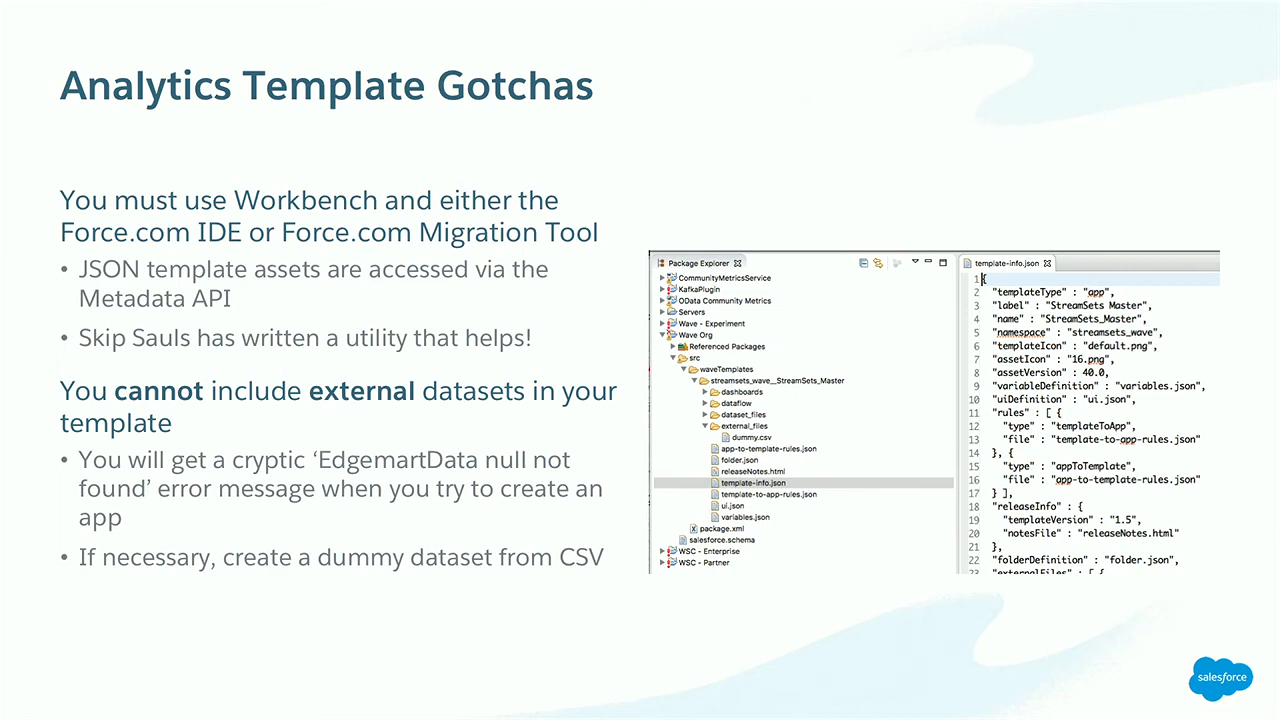 Analytics Template Gotchas
You must use Workbench and either the
Force.com IDE or Force.com Migration Tool
• JSON template assets are accessed via the
Metadata API
• Skip Sauls has written a utility that helps!
You cannot include external datasets in your
template
• You will get a cryptic ‘EdgemartData null not
found’ error message when you try to create an
app
• If necessary, create a dummy dataset from CSV
Package Explorer
CommunityMetricsService
KafkaPlugin
OData Community Metrics
Servers
Wave - Experiment
Wave Org
Referenced Packages
src
waveTemplates
streamsets_wave__StreamSets_Master
dashboards
dataflow
dataset_files
external_files
dummy.csv
app-to-template-rules.json
folder.json
releaseNotes.html
template-info.json
template-to-app-rules.json
ui.json
variables.json
package.xml
salesforce.schema
WSC - Enterprise
WSC - Partner
template-info.json
1 {
2 "templateType" : "app",
3 "label" : "StreamSets Master",
4 "name" : "StreamSets_Master",
5 "namespace" : "streamsets_wave",
6 "templateIcon" : "default.png",
7 "assetIcon" : "16.png",
8 "assetVersion" : 40.0,
9 "variableDefinition" : "variables.json",
10 "uiDefinition" : "ui.json",
11 "rules" : [ {
12 "type" : "templateToApp",
13 "file" : "template-to-app-rules.json"
14 }, {
15 "type" : "appToTemplate",
16 "file" : "app-to-template-rules.json"
17 } ],
18 "releaseInfo" : {
19 "templateVersion" : "1.5",
20 "notesFile" : "releaseNotes.html"
21 },
22 "folderDefinition" : "folder.json",
23 "externalFiles" : [ {
salesforce